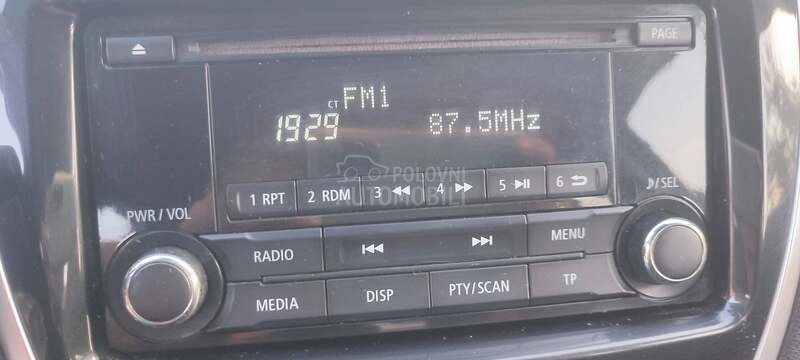 PAGE
CT FM1
1929 87.5MHz
POLOVNI
AUTOMOBILI
1 RPT 2 RDM 3 4 5 6
PWR / VOL
/SEL
RADIO MENU
MEDIA DISP PTY/SCAN TP